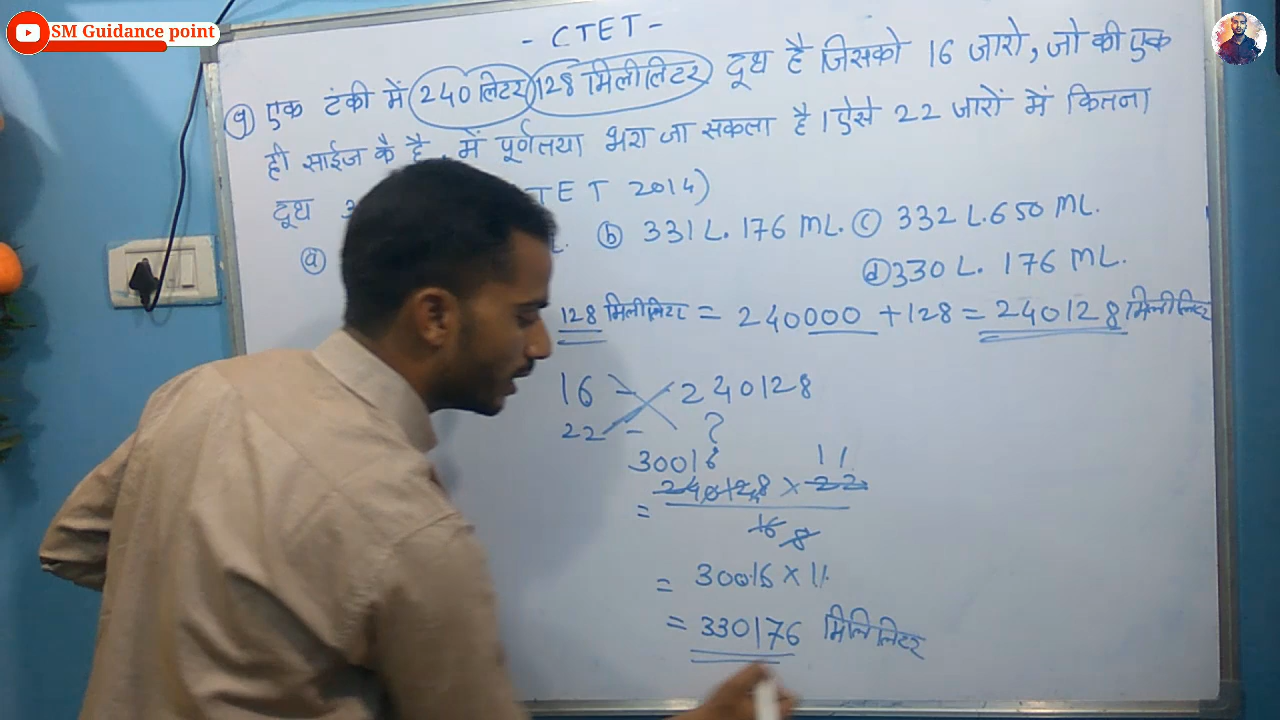 SM Guidance point
- CTET -
9) एक टंकी में 240 लिटर 128 मिलीलिटर दूध है जिसको 16 जारो, जो की एक
ही साईज कै है, में पूर्णतया भरा जा सकला है। ऐसे 22 जारों में कितना
दूध TET 2014)
(a) (b) 331 L. 176 ML. (c) 332 L. 650 ML.
(d) 330 L. 176 ML.
128 मिलीलिटर = 240000 + 128 = 240128 मिलीलिटर
16 - 240128
22 - ?
30016 11
= 240128 × 22
16 8
= 30016 × 11
= 330176 मिलिलिटर